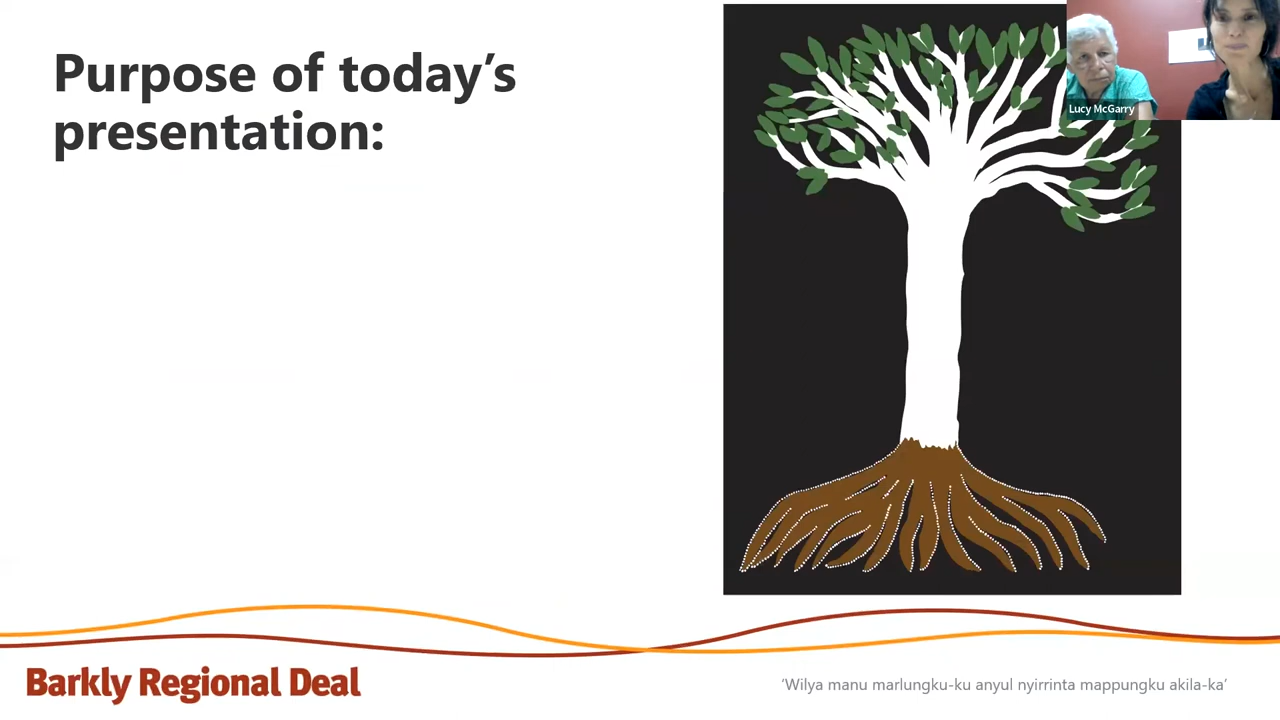 Purpose of today’s
presentation:
Lucy McGarry
Barkly Regional Deal
‘Wilya manu marlungku-ku anyul nyirrinta mappungku akila-ka’